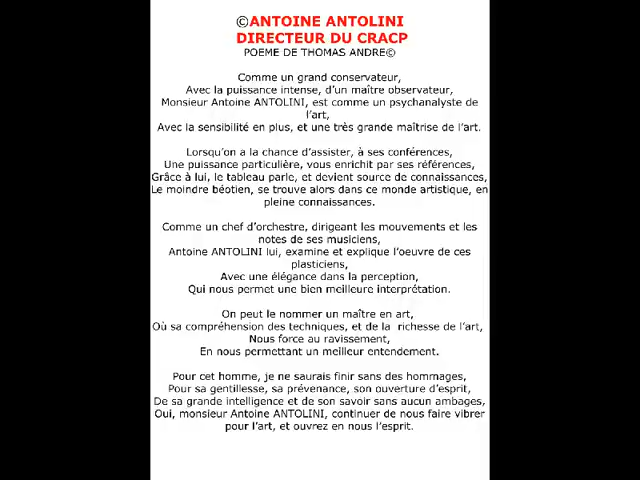 ©ANTOINE ANTOLINI
DIRECTEUR DU CRACP
POEME DE THOMAS ANDRE©
Comme un grand conservateur,
Avec la puissance intense, d’un maître observateur,
Monsieur Antoine ANTOLINI, est comme un psychanalyste de
l’art,
Avec la sensibilité en plus, et une très grande maîtrise de l’art.
Lorsqu’on a la chance d’assister, à ses conférences,
Une puissance particulière, vous enrichit par ses références,
Grâce à lui, le tableau parle, et devient source de connaissances,
Le moindre béotien, se trouve alors dans ce monde artistique, en
pleine connaissances.
Comme un chef d’orchestre, dirigeant les mouvements et les
notes de ses musiciens,
Antoine ANTOLINI lui, examine et explique l’oeuvre de ces
plasticiens,
Avec une élégance dans la perception,
Qui nous permet une bien meilleure interprétation.
On peut le nommer un maître en art,
Où sa compréhension des techniques, et de la richesse de l’art,
Nous force au ravissement,
En nous permettant un meilleur entendement.
Pour cet homme, je ne saurais finir sans des hommages,
Pour sa gentillesse, sa prévenance, son ouverture d’esprit,
De sa grande intelligence et de son savoir sans aucun ambages,
Oui, monsieur Antoine ANTOLINI, continuer de nous faire vibrer
pour l’art, et ouvrez en nous l’esprit.